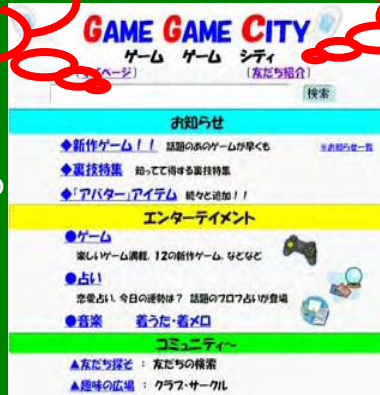 GAME GAME CITY
ゲーム ゲーム シティ
ページ] [友だち紹介]
検索
お知らせ
◆新作ゲーム!! 話題のあのゲームが早くも ※お知らせ一覧
◆裏技特集 知ってて得する裏技特集
◆「アバター」アイテム 続々と追加!!
エンターテイメント
●ゲーム
楽しいゲーム満載、12の新作ゲーム、などなど
●占い
恋愛占い、今日の運勢は? 話題のプロフ占いが登場
●音楽 着うた・着メロ
コミュニティ～
▲友だち探そ : 友だちの検索
▲趣味の広場 : クラブ・サークル